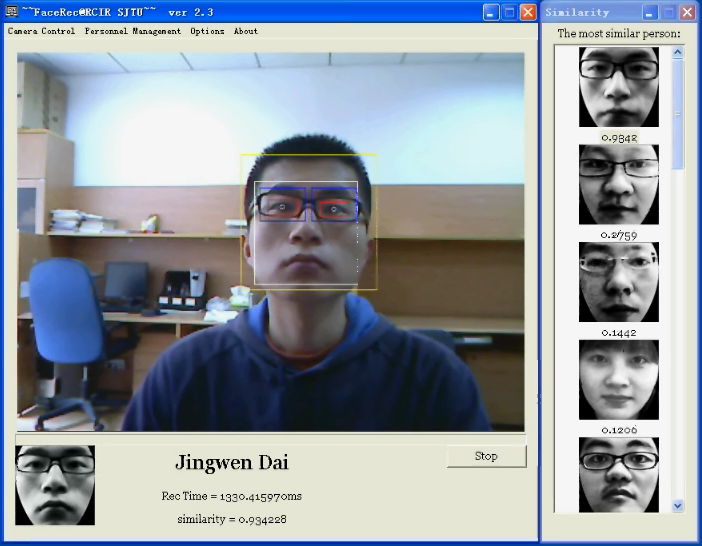 ~~FaceRec@RCIR SJTU~~ ver 2.3
Camera Control Personnel Management Options About
Jingwen Dai
Stop
Rec Time = 1330.415970ms
similarity = 0.934228
Similarity
The most similar person:
0.9342
0.2759
0.1442
0.1206